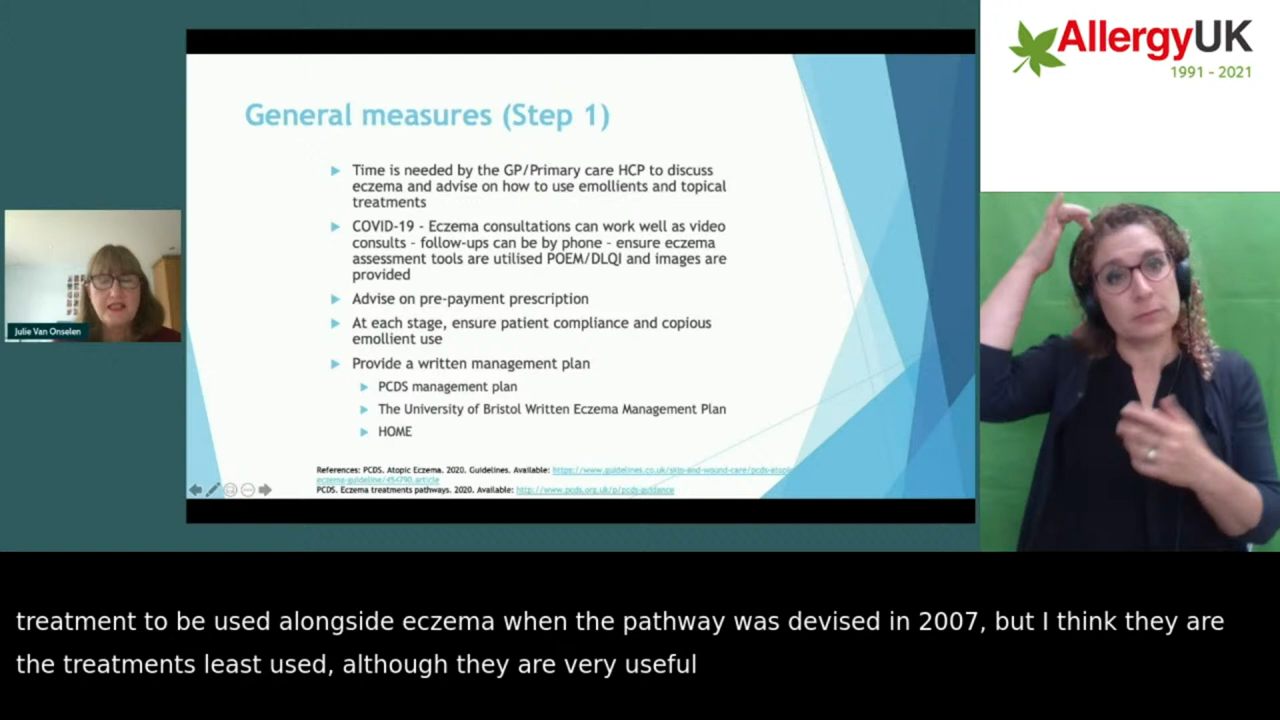 AllergyUK
1991 - 2021
General measures (Step 1)
Time is needed by the GP/Primary care HCP to discuss
eczema and advise on how to use emollients and topical
treatments
COVID-19 - Eczema consultations can work well as video
consults - follow-ups can be by phone - ensure eczema
assessment tools are utilised POEM/DLQI and images are
provided
Advise on pre-payment prescription
At each stage, ensure patient compliance and copious
emollient use
Provide a written management plan
PCDS management plan
The University of Bristol Written Eczema Management Plan
HOME
References: PCDS. Atopic Eczema. 2020. Guidelines. Available: https://www.guidelines.co.uk/skin-and-wound-care/pcds-atopic-
eczema-guideline/454790.article
PCDS. Eczema treatments pathways. 2020. Available: http://www.pcds.org.uk/p/pcds-guidance
Julie Van Onselen
treatment to be used alongside eczema when the pathway was devised in 2007, but I think they are
the treatments least used, although they are very useful